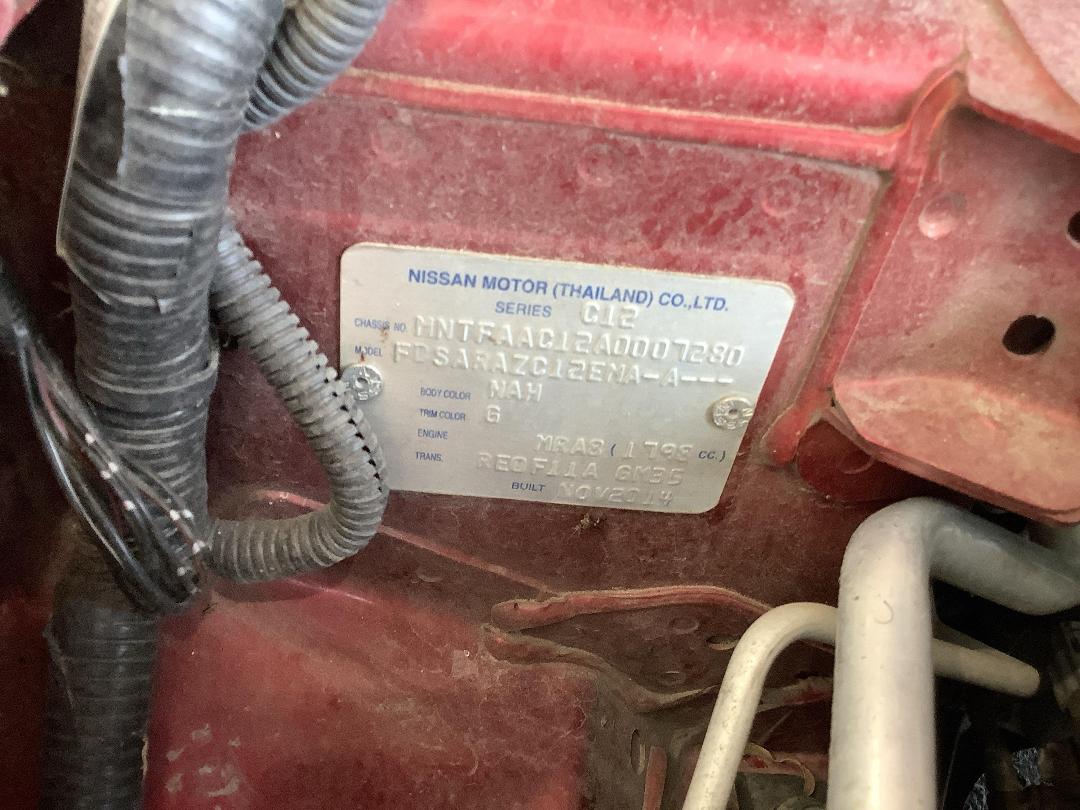 NISSAN MOTOR (THAILAND) CO.,LTD.
SERIES C12
CHASSIS NO. MNTFAAC12A0007280
MODEL FDSARAZC12EMA-A---
BODY COLOR NAH
TRIM COLOR G
ENGINE MRA8 (1798 CC.)
TRANS. RE0F11A GM35
BUILT NOV2014